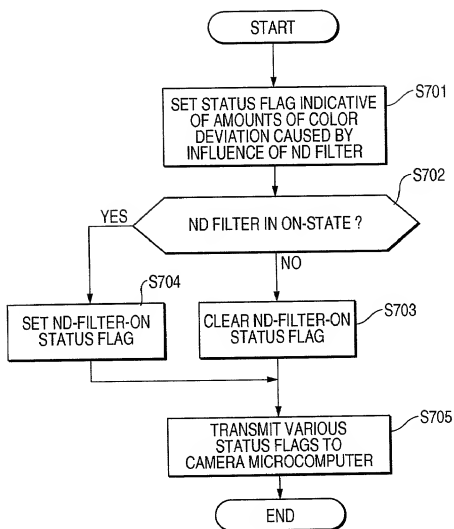 START
S701
SET STATUS FLAG INDICATIVE
OF AMOUNTS OF COLOR
DEVIATION CAUSED BY
INFLUENCE OF ND FILTER
S702
ND FILTER IN ON-STATE ?
YES
NO
S704
SET ND-FILTER-ON
STATUS FLAG
S703
CLEAR ND-FILTER-ON
STATUS FLAG
S705
TRANSMIT VARIOUS
STATUS FLAGS TO
CAMERA MICROCOMPUTER
END